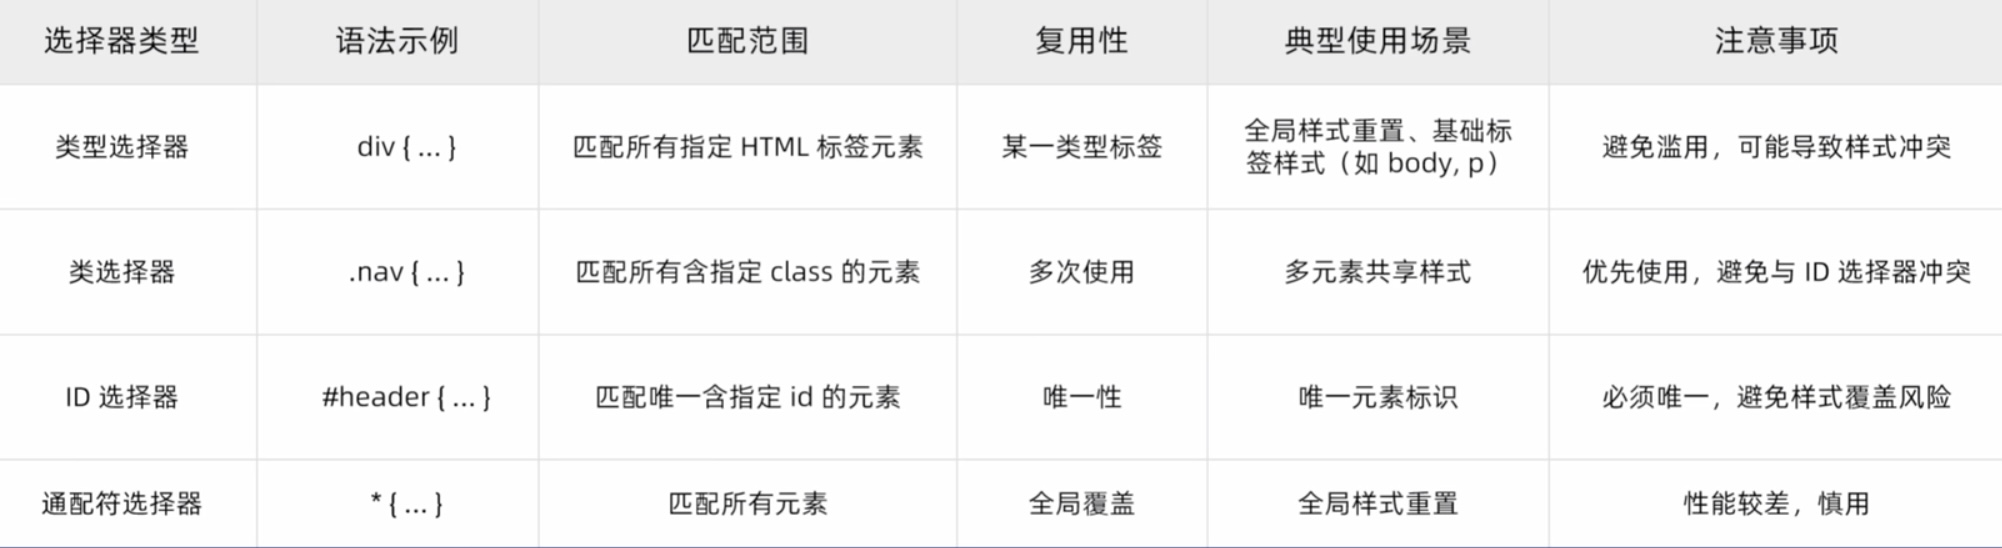 选择器类型 语法示例 匹配范围 复用性 典型使用场景 注意事项
类型选择器 div { ... } 匹配所有指定 HTML 标签元素 某一类型标签 全局样式重置、基础标 避免滥用，可能导致样式冲突
签样式（如 body, p）
类选择器 .nav { ... } 匹配所有含指定 class 的元素 多次使用 多元素共享样式 优先使用，避免与 ID 选择器冲突
ID 选择器 #header { ... } 匹配唯一含指定 id 的元素 唯一性 唯一元素标识 必须唯一，避免样式覆盖风险
通配符选择器 * { ... } 匹配所有元素 全局覆盖 全局样式重置 性能较差，慎用